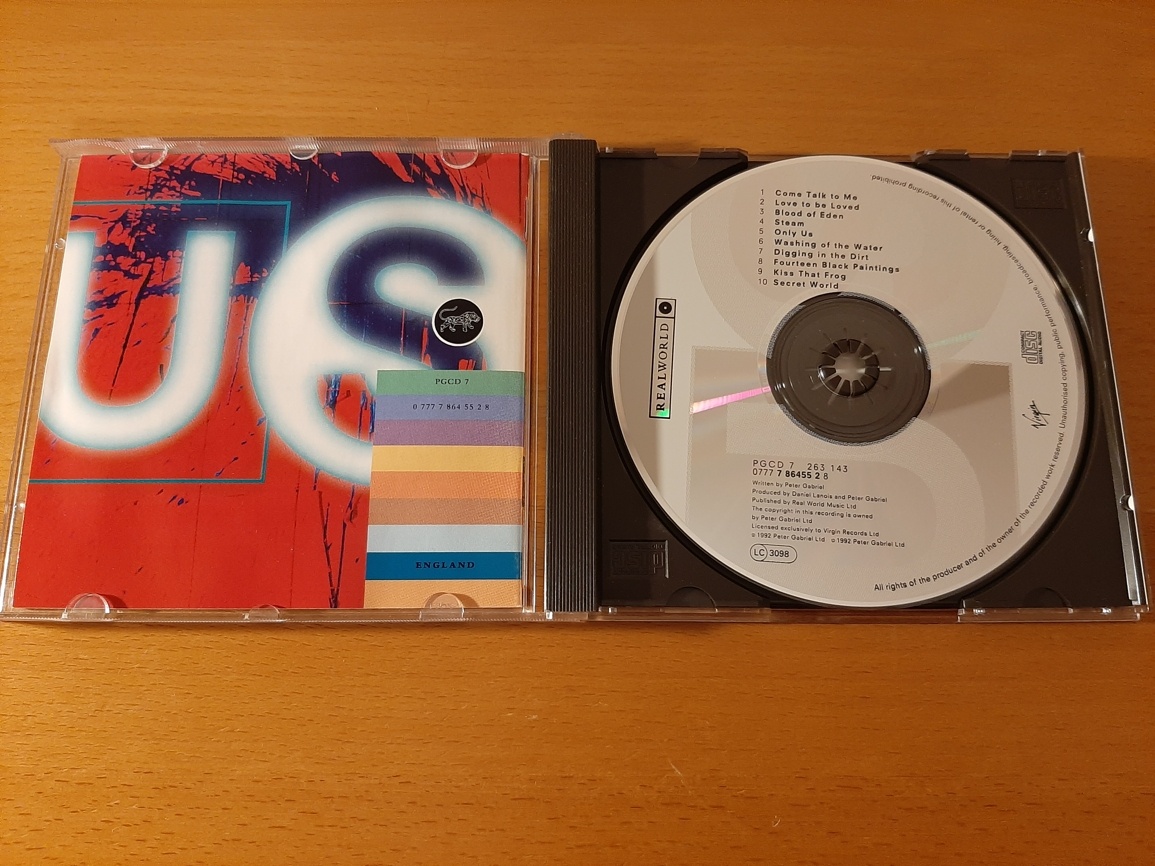 US
PGCD 7
0 777 7 864 55 2 8
ENGLAND
1 Come Talk to Me
2 Love to be Loved
3 Blood of Eden
4 Steam
5 Only Us
6 Washing of the Water
7 Digging in the Dirt
8 Fourteen Black Paintings
9 Kiss That Frog
10 Secret World
REALWORLD
COMPACT
disc
DIGITAL AUDIO
Virgin
PGCD 7 263 143
0777 7 86455 2 8
Written by Peter Gabriel
Produced by Daniel Lanois and Peter Gabriel
Published by Real World Music Ltd
The copyright in this recording is owned
by Peter Gabriel Ltd
Licensed exclusively to Virgin Records Ltd
℗ 1992 Peter Gabriel Ltd © 1992 Peter Gabriel Ltd
LC 3098
All rights of the producer and of the owner of the recorded work reserved. Unauthorised copying, public performance, broadcasting, hiring or rental of this recording prohibited.